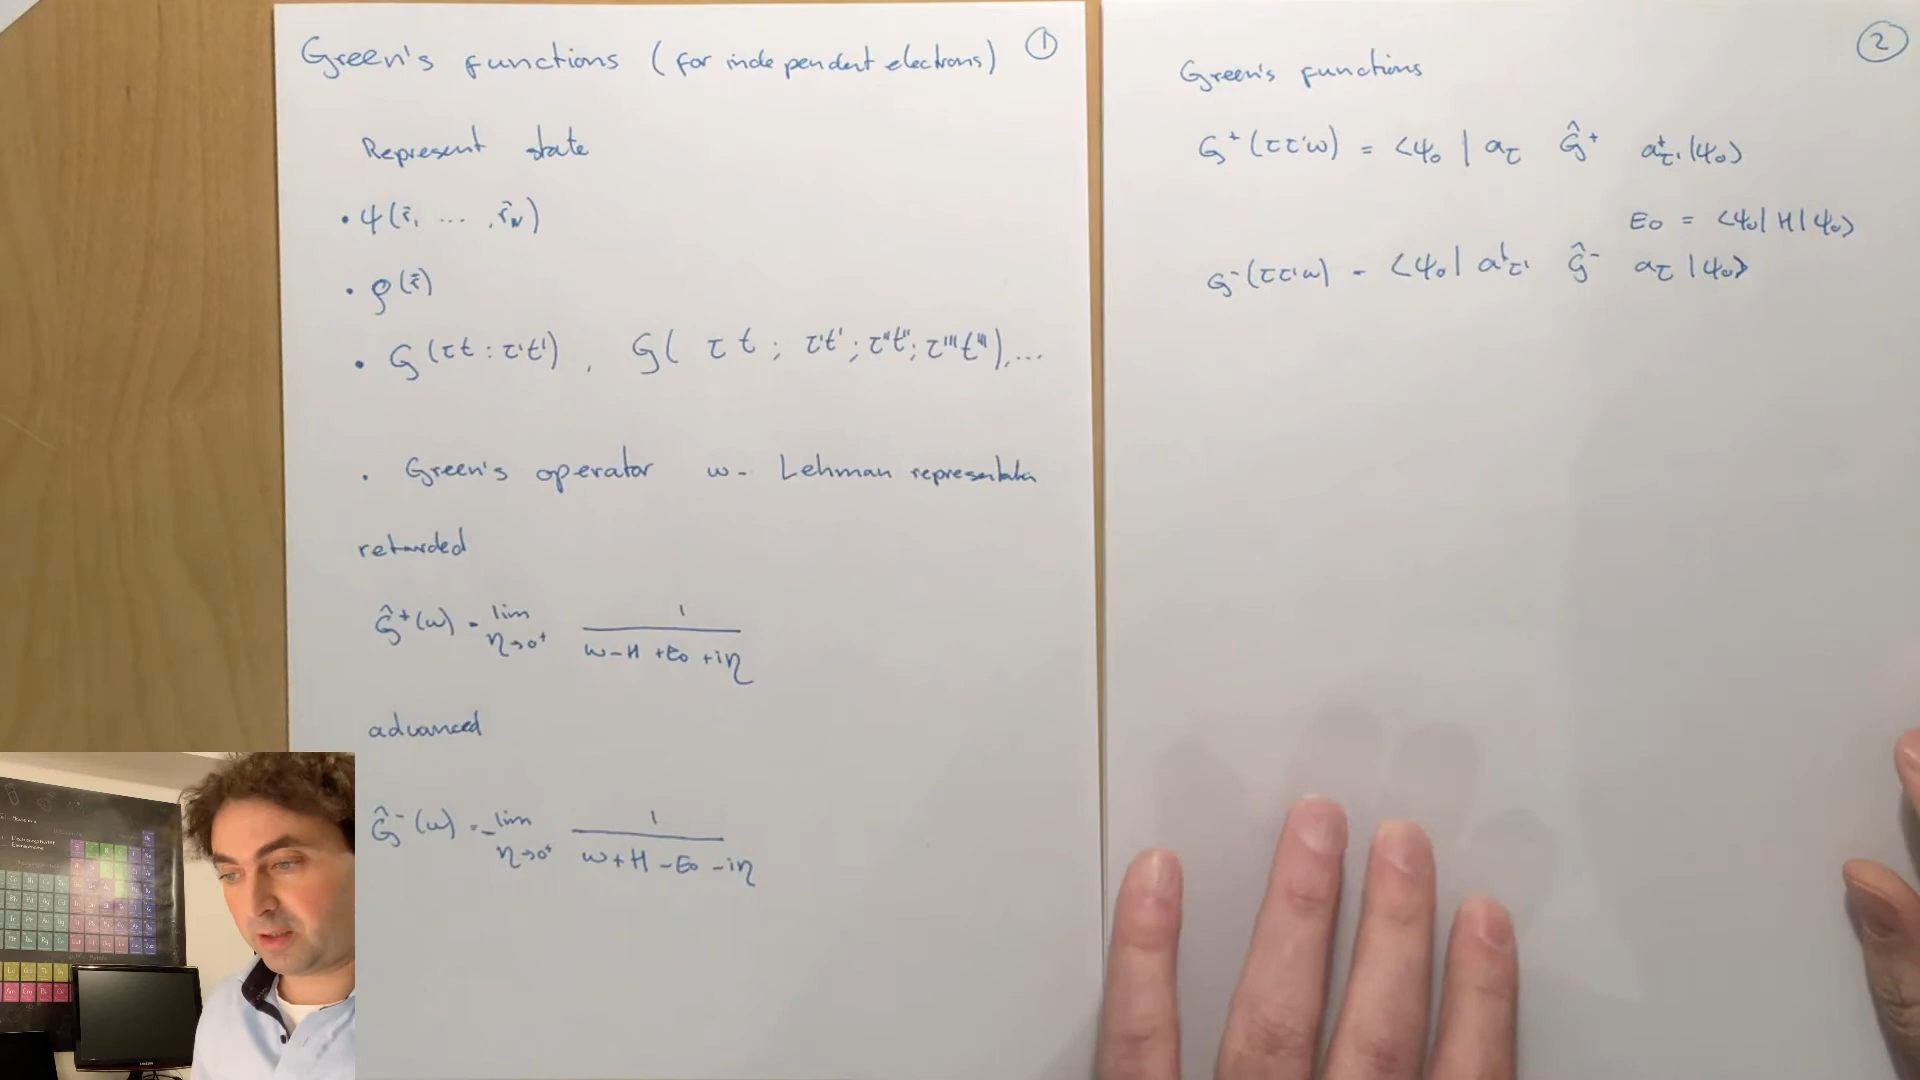 Green's functions (for independent electrons) ①
Represent state
• ψ(r̄₁ ... , r̄_N)
• ρ(r̄)
• G(τt : τ't') , G( τt ; τ't' ; τ''t'' ; τ'''t''' ), ...
. Green's operator ω - Lehman representation
retarded
Ĝ⁺(ω) = lim η→0⁺ 1 / (ω - H + E₀ + iη)
advanced
Ĝ⁻(ω) = - lim η→0⁺ 1 / (ω + H - E₀ - iη)
②
Green's functions
G⁺(ττ'ω) = <ψ₀ | a_τ Ĝ⁺ a⁺_τ' |ψ₀>
E₀ = <ψ₀| H |ψ₀>
G⁻(ττ'ω) = <ψ₀| a⁺_τ' Ĝ⁻ a_τ |ψ₀>